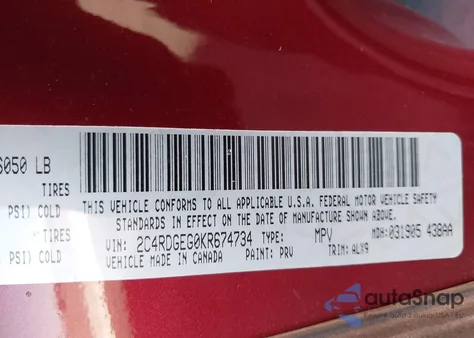 6050 LB
TIRES
PSI) COLD
TIRES
PSI) COLD
THIS VEHICLE CONFORMS TO ALL APPLICABLE U.S.A. FEDERAL MOTOR VEHICLE SAFETY
STANDARDS IN EFFECT ON THE DATE OF MANUFACTURE SHOWN ABOVE.
VIN: 2C4RDGEG0KR674734 TYPE: MPV MDH:031905 438AA
VEHICLE MADE IN CANADA PAINT: PRV TRIM: ALX9
autoSnap